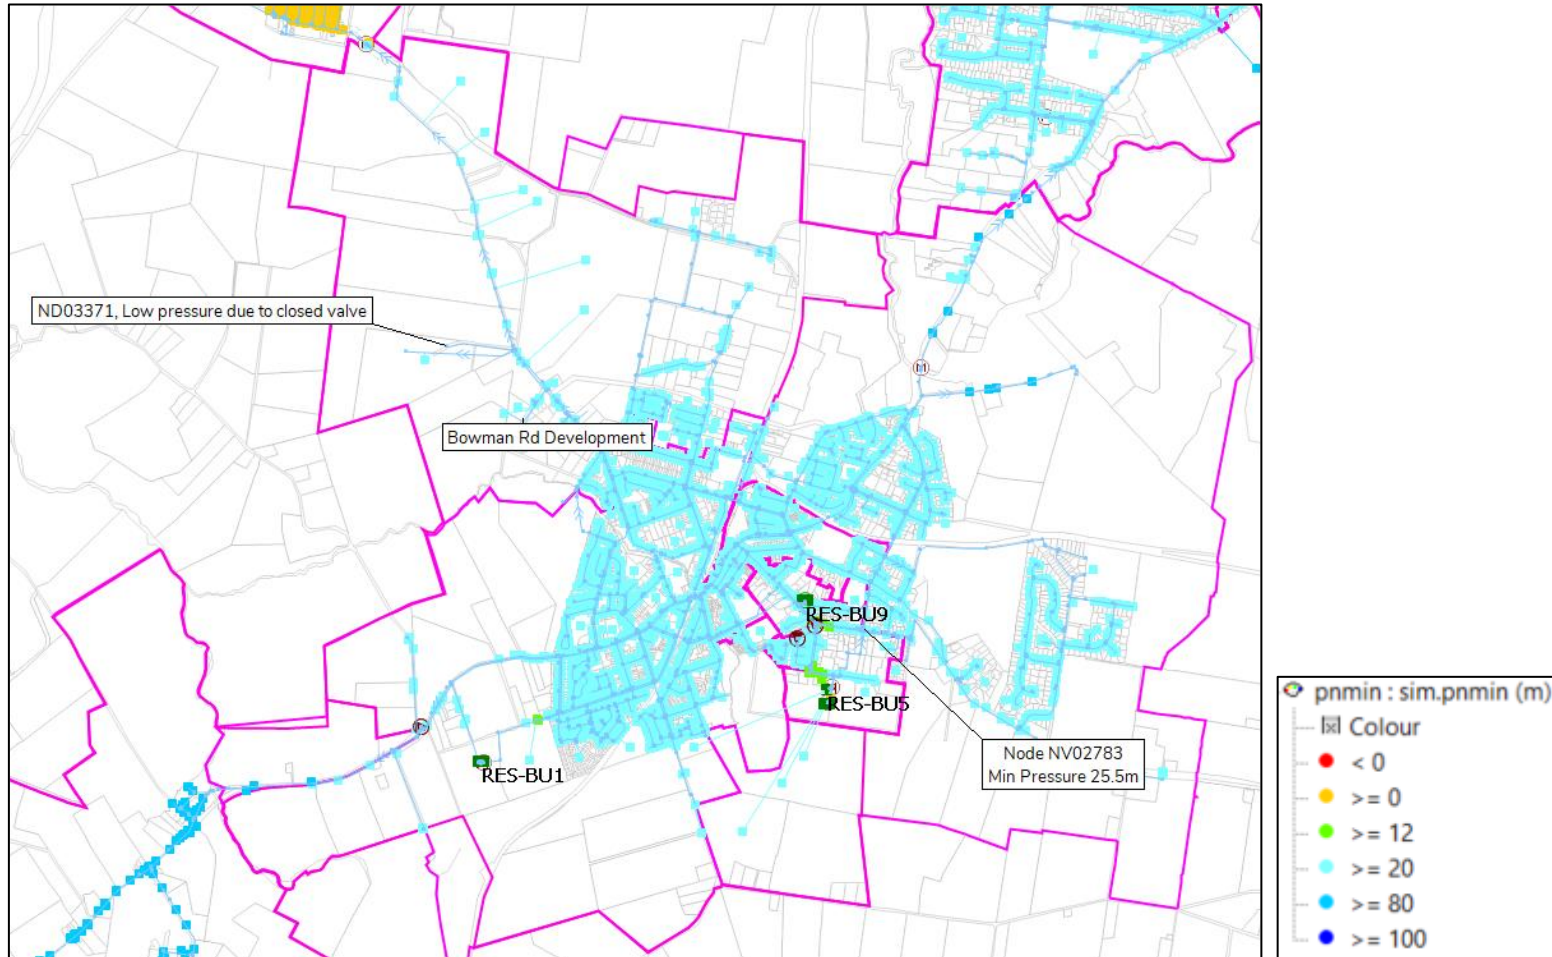 ND03371, Low pressure due to closed valve
Bowman Rd Development
RES-BU9
RES-BU5
Node NV02783
Min Pressure 25.5m
RES-BU1
pnmin : sim.pnmin (m)
Colour
< 0
>= 0
>= 12
>= 20
>= 80
>= 100